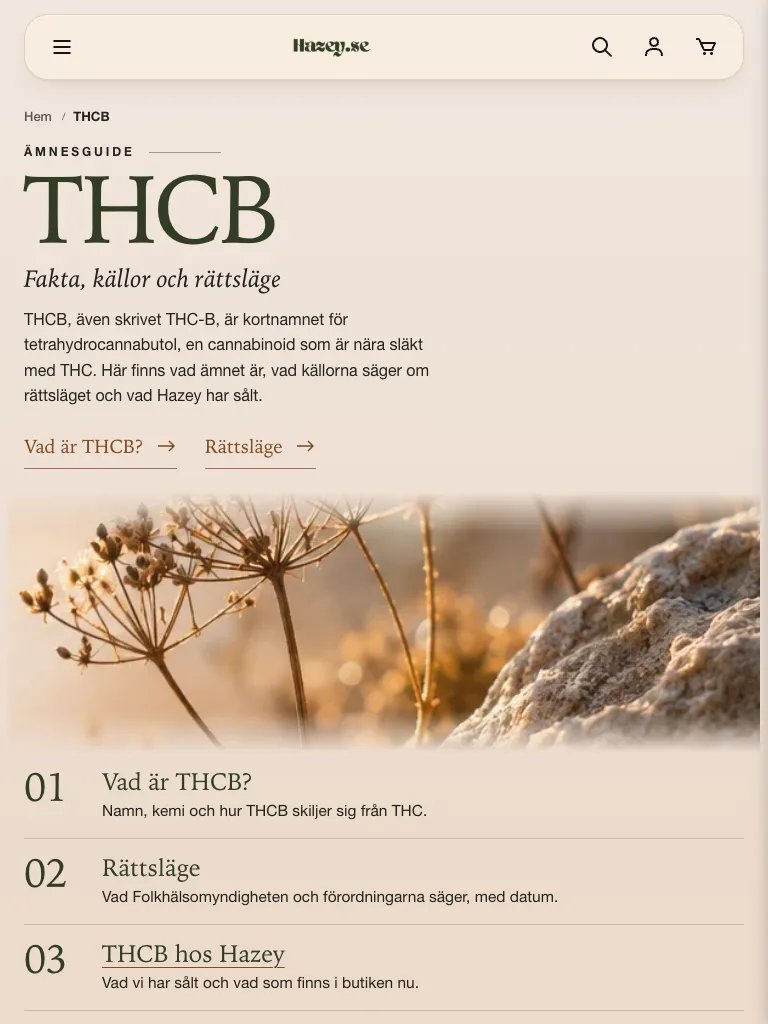 Hazey.se
Hem / THCB
ÄMNESGUIDE
THCB
Fakta, källor och rättsläge
THCB, även skrivet THC-B, är kortnamnet för
tetrahydrocannabutol, en cannabinoid som är nära släkt
med THC. Här finns vad ämnet är, vad källorna säger om
rättsläget och vad Hazey har sålt.
Vad är THCB? → Rättsläge →
01 Vad är THCB?
Namn, kemi och hur THCB skiljer sig från THC.
02 Rättsläge
Vad Folkhälsomyndigheten och förordningarna säger, med datum.
03 THCB hos Hazey
Vad vi har sålt och vad som finns i butiken nu.